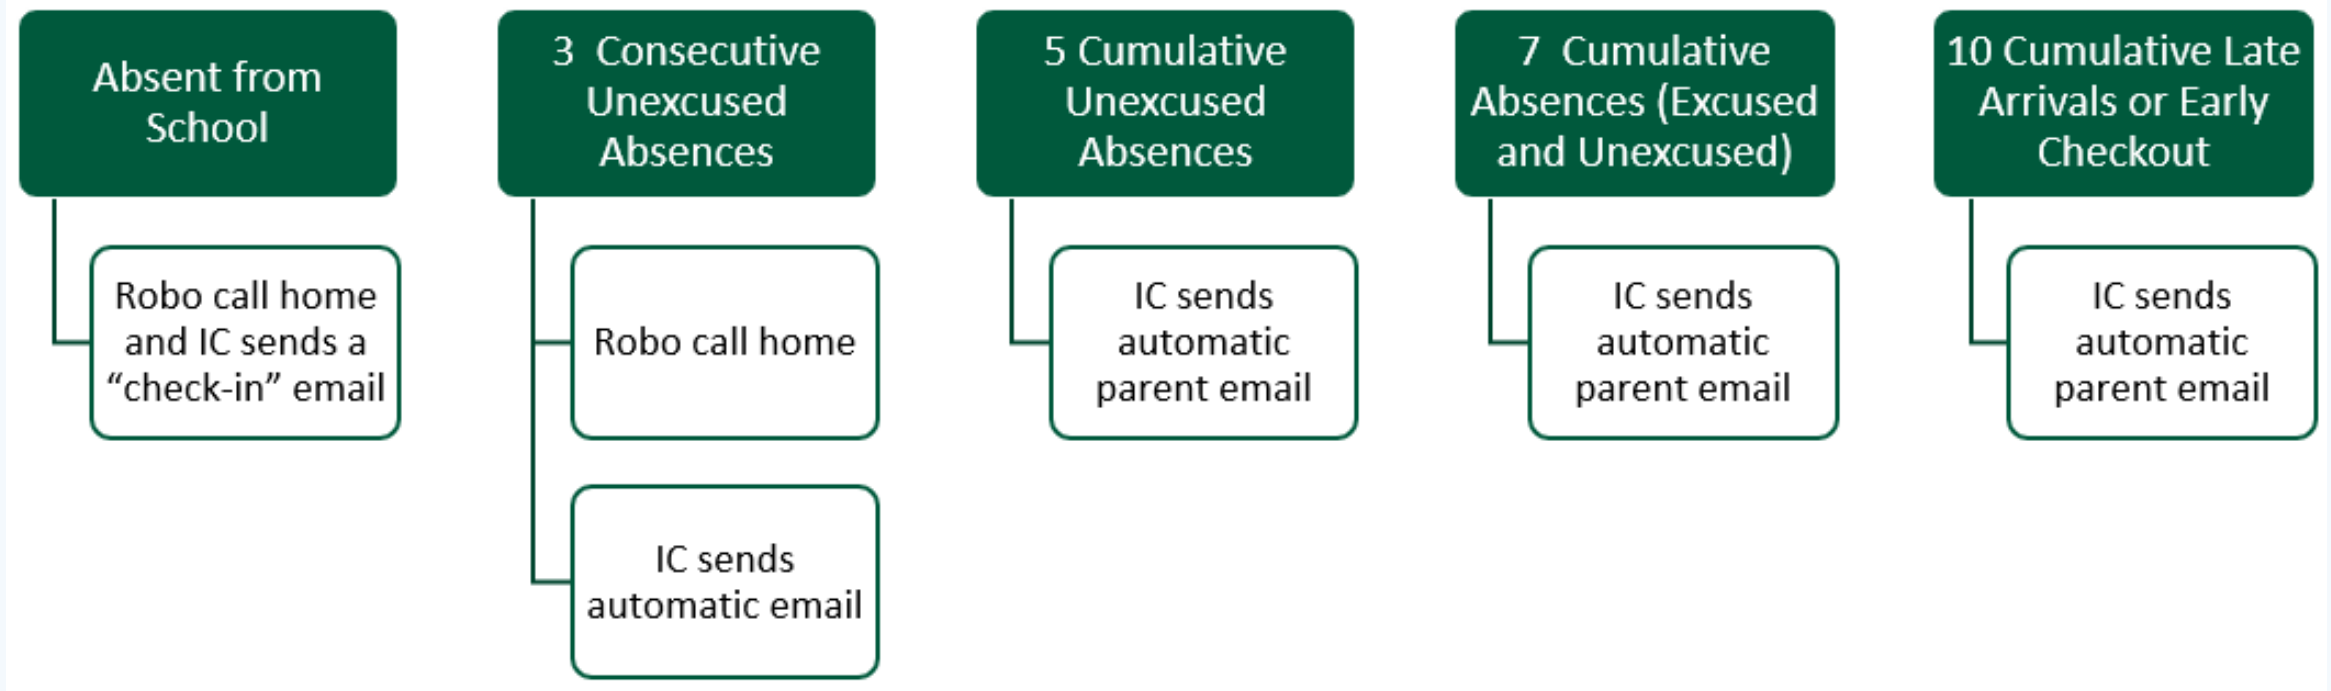 Absent from
School
Robo call home
and IC sends a
“check-in” email
3  Consecutive
Unexcused
Absences
Robo call home
IC sends
automatic email
5 Cumulative
Unexcused
Absences
IC sends
automatic
parent email
7  Cumulative
Absences (Excused
and Unexcused)
IC sends
automatic
parent email
10 Cumulative Late
Arrivals or Early
Checkout
IC sends
automatic
parent email